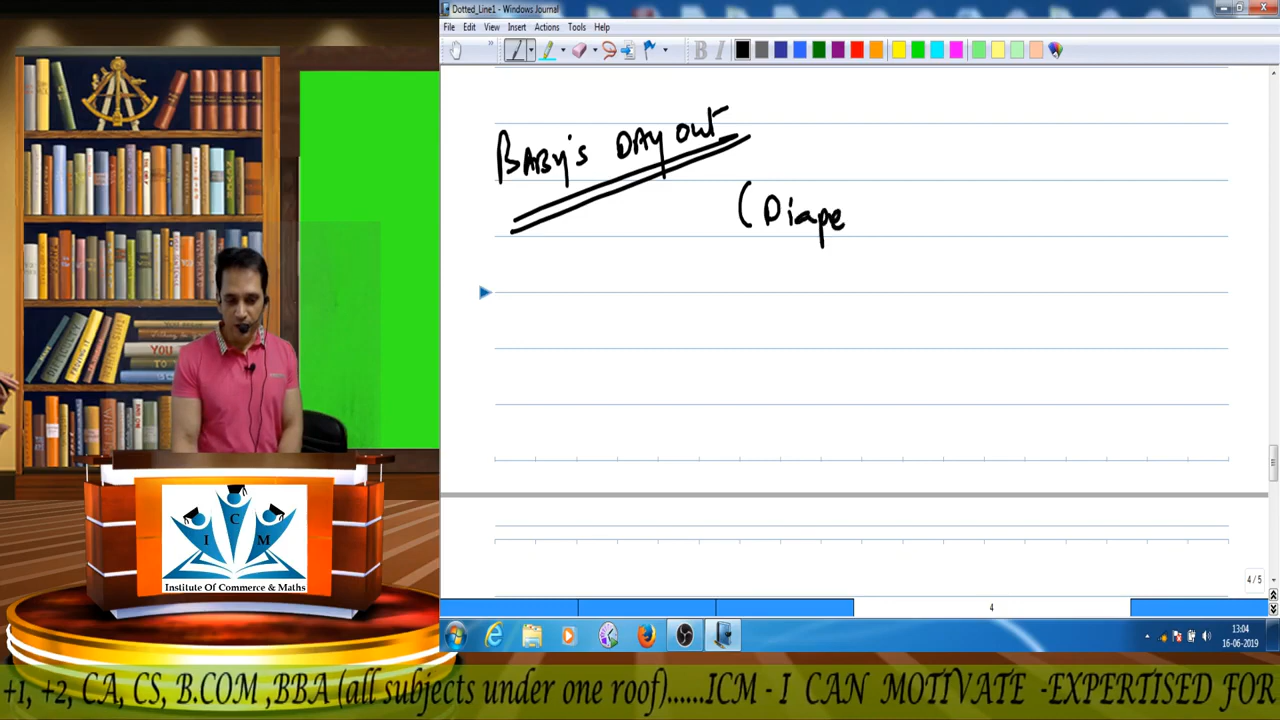 Dotted_Line1 - Windows Journal
File Edit View Insert Actions Tools Help
B I
BABY'S DAY OUT
(Diape
YOU
TO
I C M
Institute Of Commerce & Maths
4 / 5
4
13:04
16-06-2019
+1, +2, CA, CS, B.COM ,BBA (all subjects under one roof)......ICM - I CAN MOTIVATE -EXPERTISED FOR